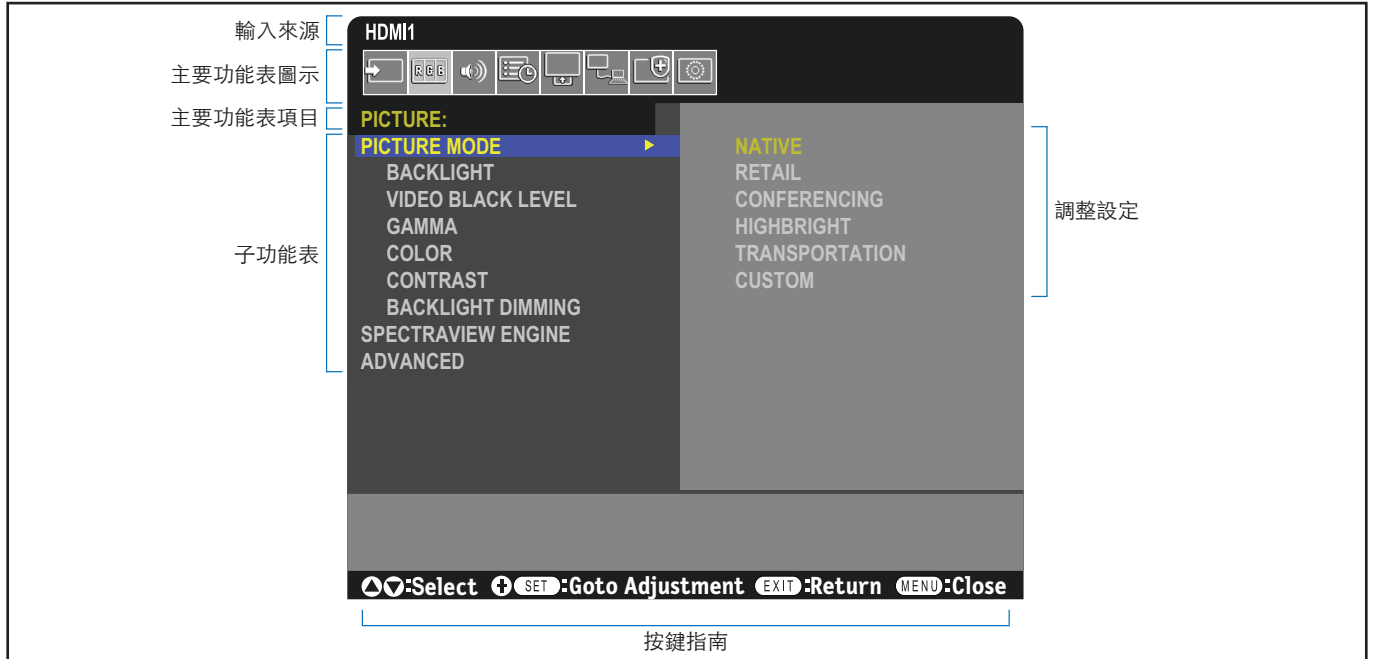 輸入來源
HDMI1
主要功能表圖示
RGB
主要功能表項目
PICTURE:
PICTURE MODE
NATIVE
BACKLIGHT
RETAIL
VIDEO BLACK LEVEL
CONFERENCING
調整設定
GAMMA
HIGHBRIGHT
子功能表
COLOR
TRANSPORTATION
CONTRAST
CUSTOM
BACKLIGHT DIMMING
SPECTRAVIEW ENGINE
ADVANCED
:Select SET:Goto Adjustment EXIT:Return MENU:Close
按鍵指南